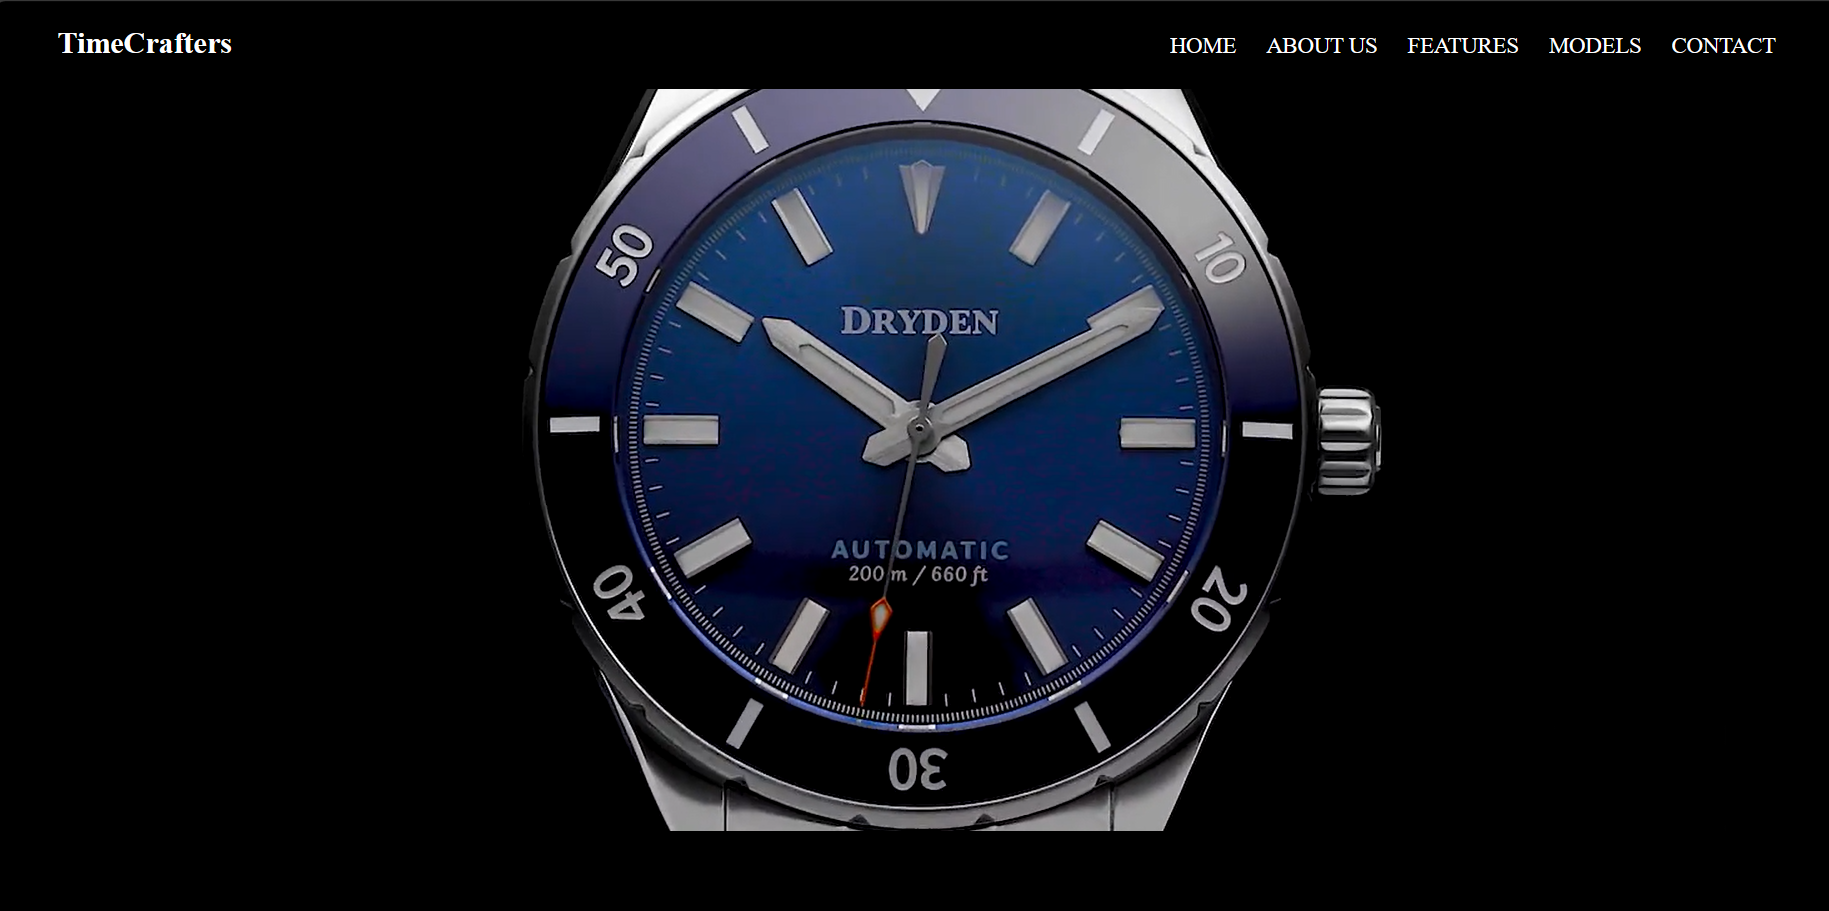 TimeCrafters
HOME ABOUT US FEATURES MODELS CONTACT
50
10
DRYDEN
AUTOMATIC
200 m / 660 ft
40
20
30